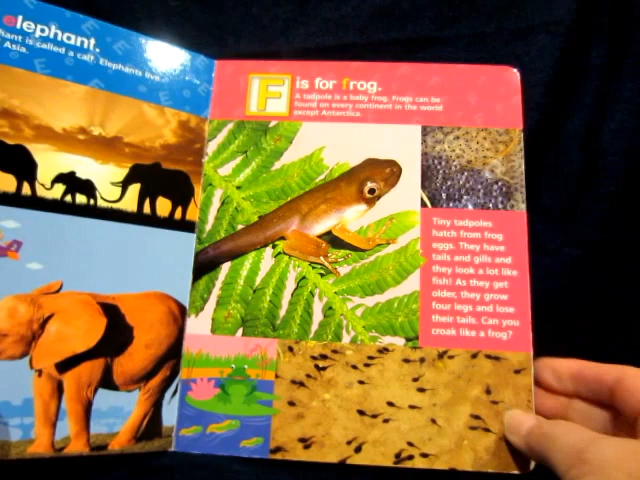 elephant.
is called a calf. Elephants live
Asia.
F is for frog.
A tadpole is a baby frog. Frogs can be
found on every continent in the world
except Antarctica.
Tiny tadpoles
hatch from frog
eggs. They have
tails and gills and
they look a lot like
fish! As they get
older, they grow
four legs and lose
their tails. Can you
croak like a frog?